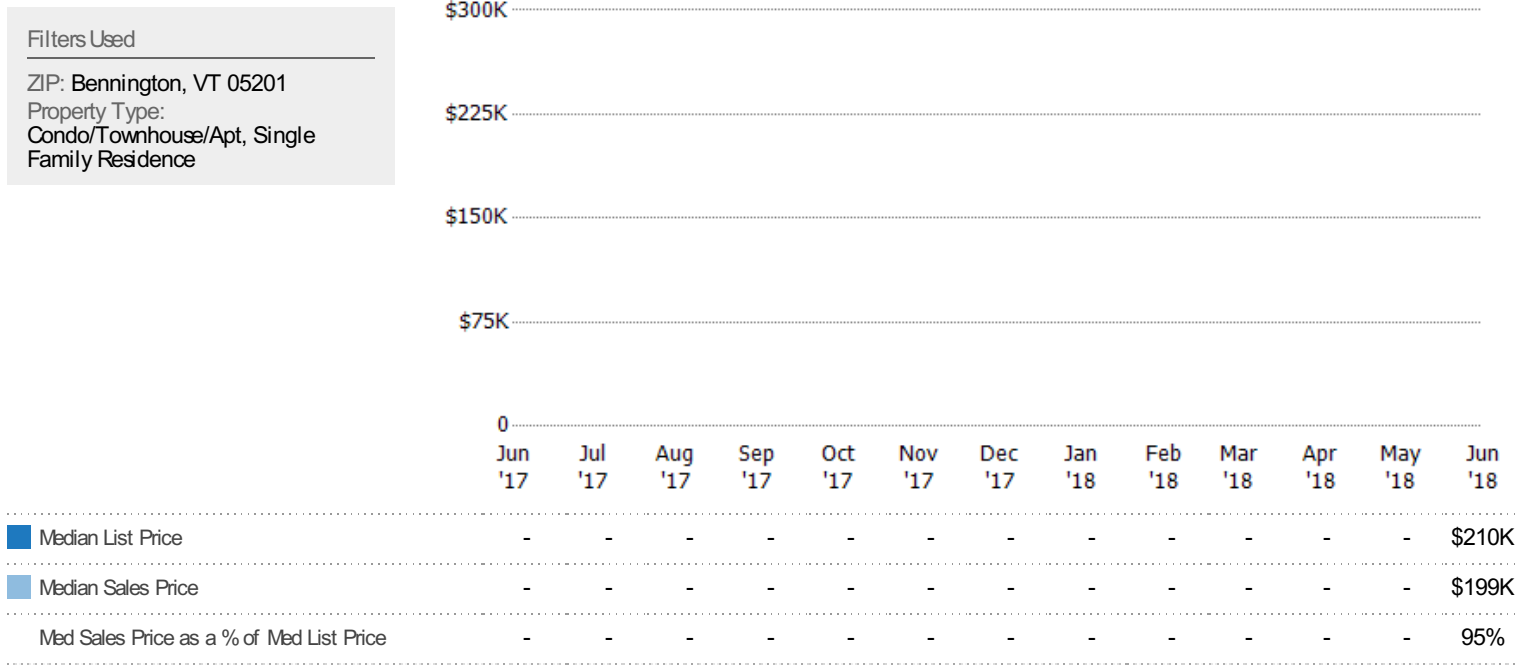 Filters Used
ZIP: Bennington, VT 05201
Property Type:
Condo/Townhouse/Apt, Single
Family Residence
$300K
$225K
$150K
$75K
0
Jun Jul Aug Sep Oct Nov Dec Jan Feb Mar Apr May Jun
'17 '17 '17 '17 '17 '17 '17 '18 '18 '18 '18 '18 '18
Median List Price - - - - - - - - - - - - $210K
Median Sales Price - - - - - - - - - - - - $199K
Med Sales Price as a % of Med List Price - - - - - - - - - - - - 95%